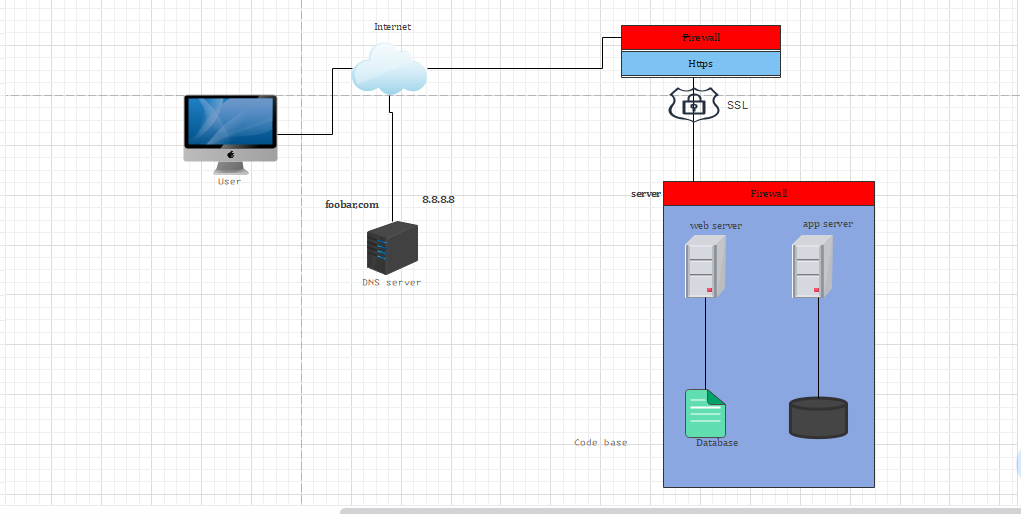 Internet
Firewall
Https
SSL
User
server
Firewall
foobar,com
8.8.8.8
web server
app server
DNS server
Code base
Database